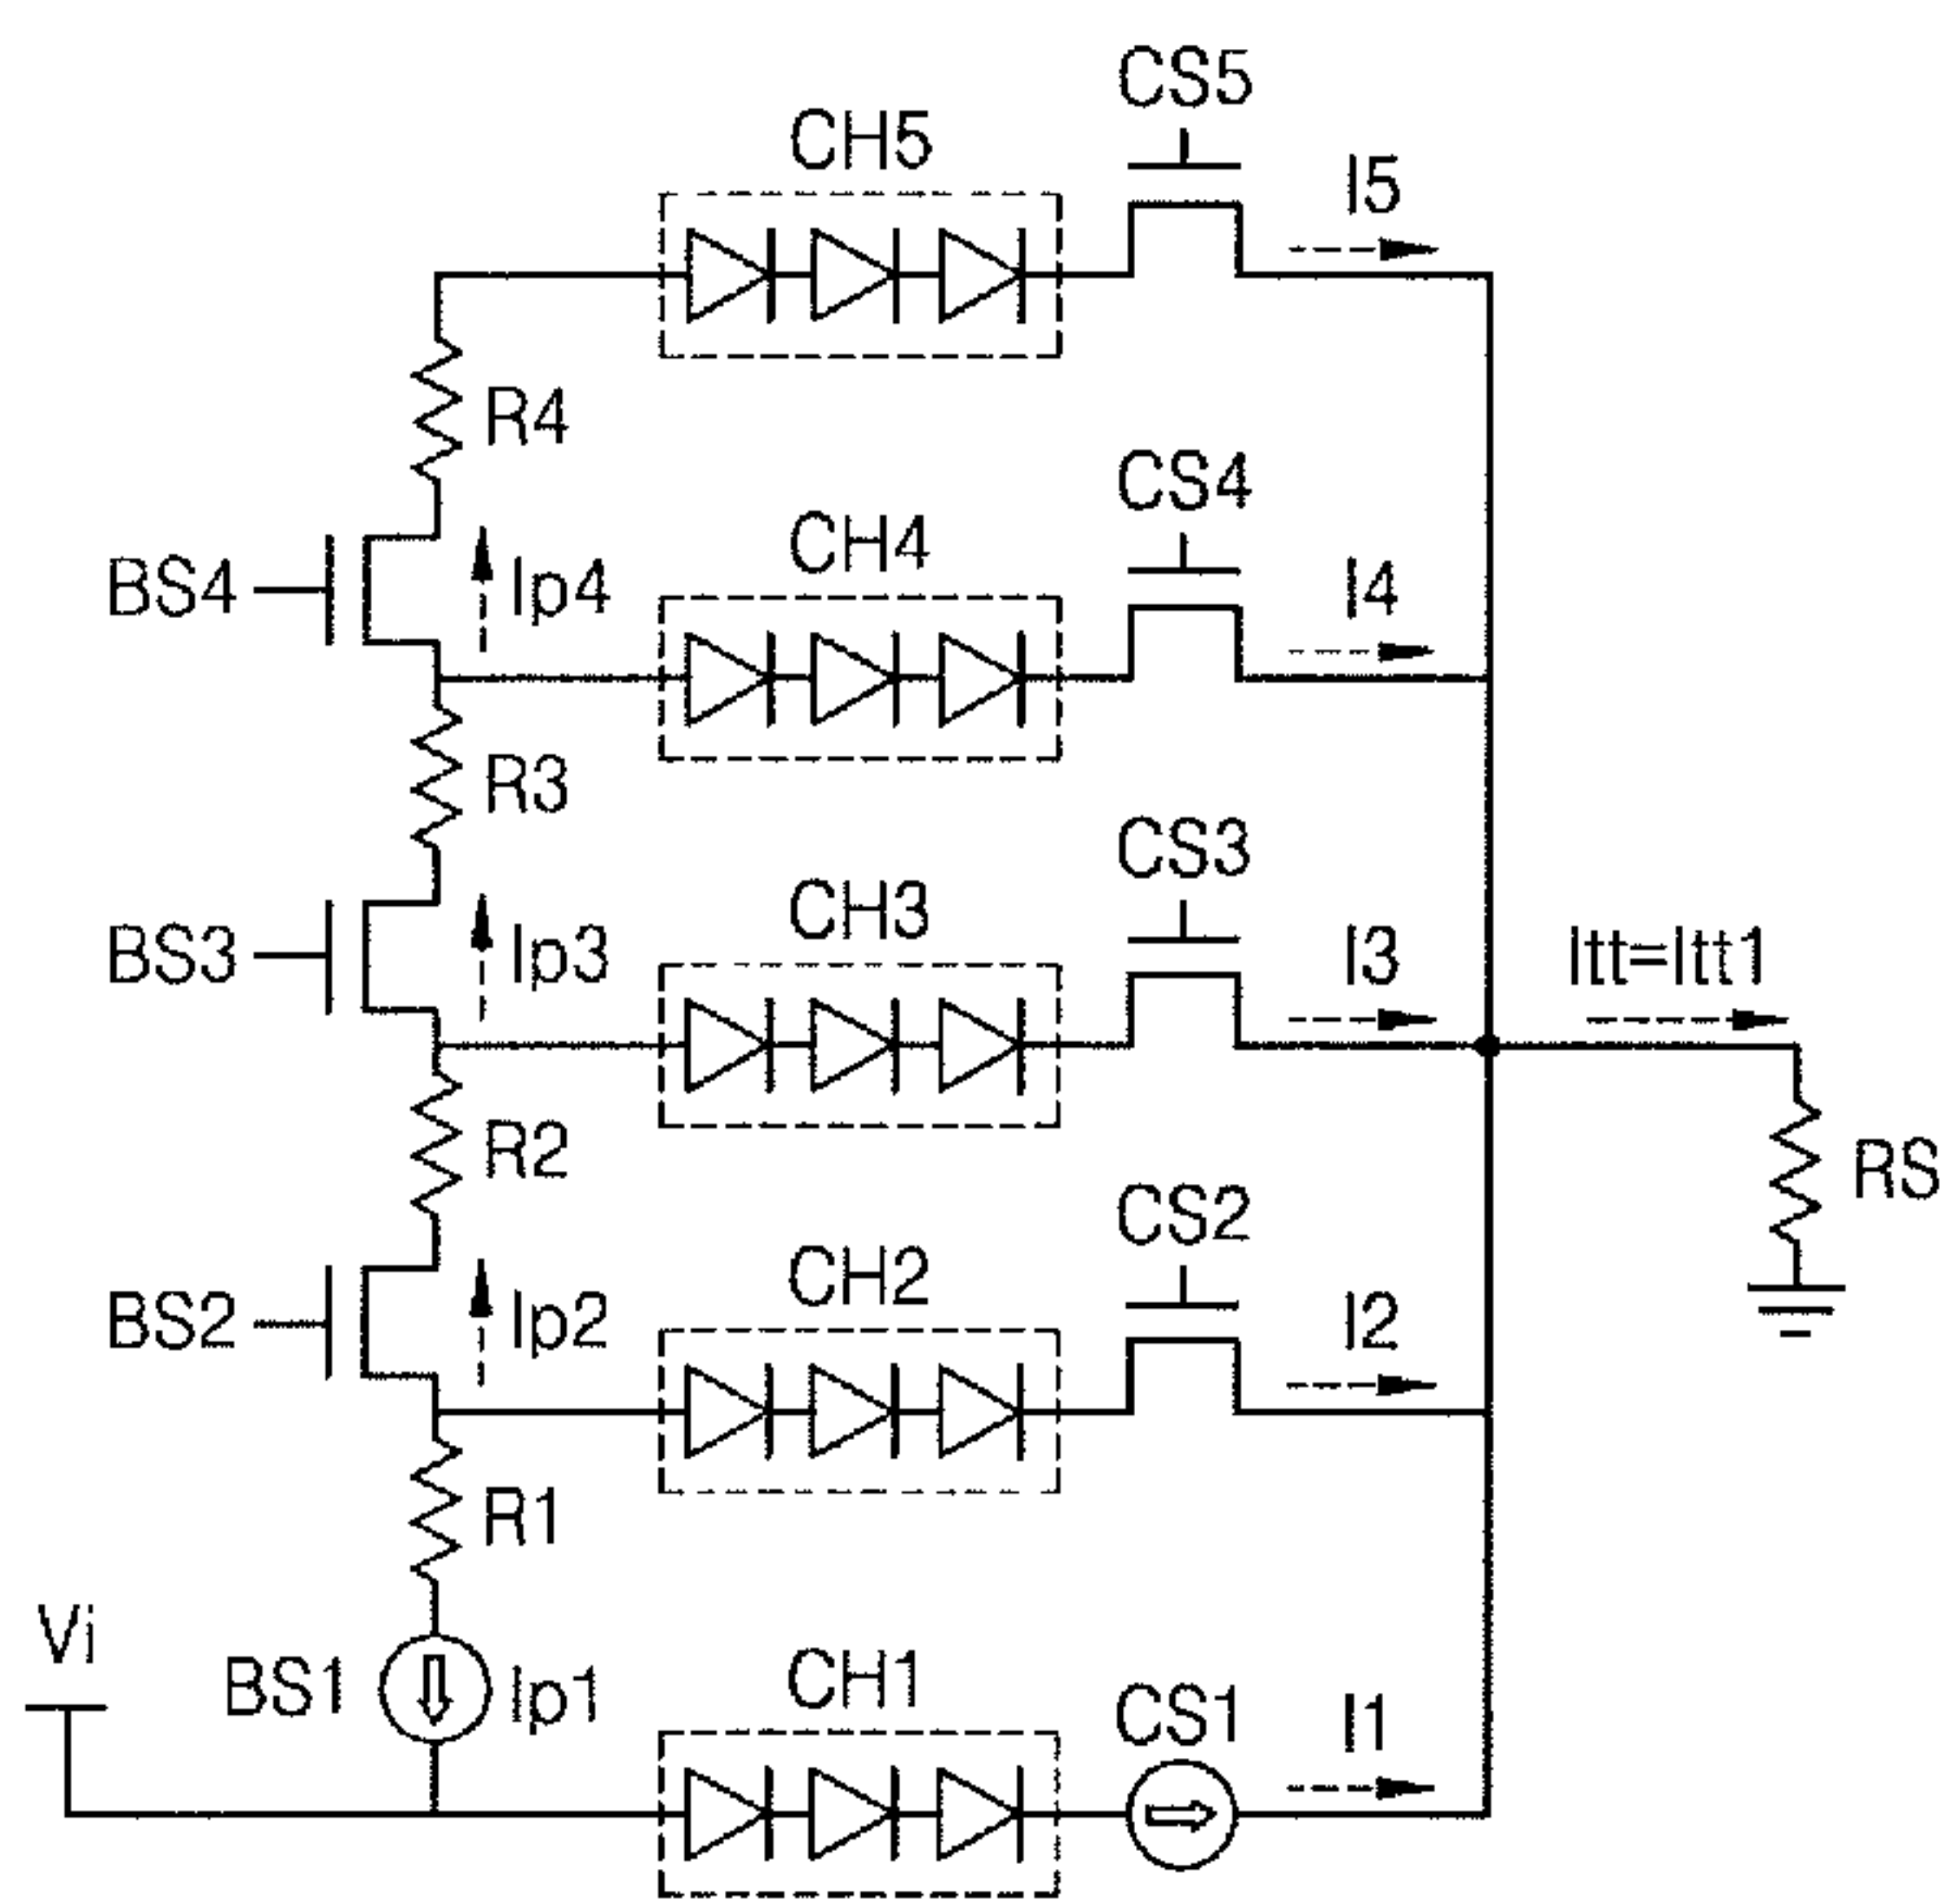 CS5
CH5
I5
R4
CS4
CH4
BS4
Ip4
I4
R3
CS3
CH3
BS3
Ip3
I3
Itt=Itt1
R2
RS
CS2
CH2
BS2
Ip2
I2
R1
Vi
BS1
Ip1
CH1
CS1
I1